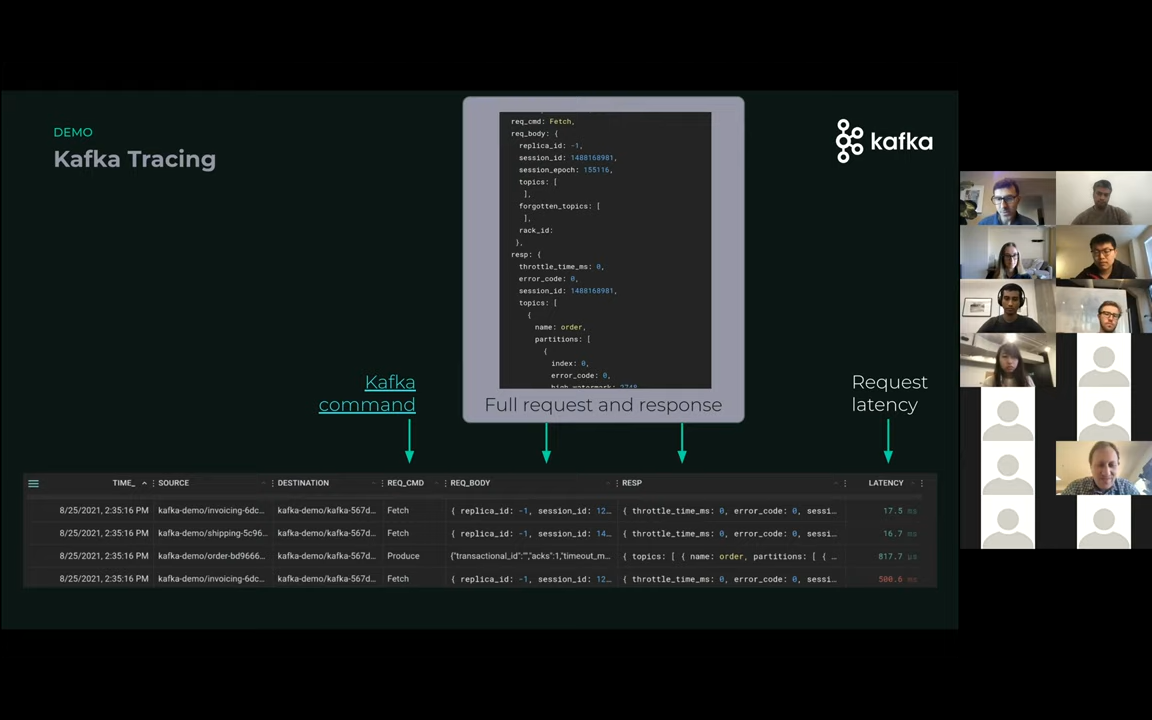 DEMO
Kafka Tracing
kafka
req_cmd: Fetch,
req_body: {
replica_id: -1,
session_id: 1488168981,
session_epoch: 155116,
topics: [
],
forgotten_topics: [
],
rack_id:
},
resp: {
throttle_time_ms: 0,
error_code: 0,
session_id: 1488168981,
topics: [
{
name: order,
partitions: [
{
index: 0,
error_code: 0,
high_watermark: 2748
Full request and response
Kafka
command
Request
latency
TIME_ SOURCE DESTINATION REQ_CMD REQ_BODY RESP LATENCY
8/25/2021, 2:35:16 PM kafka-demo/invoicing-6dc... kafka-demo/kafka-567d... Fetch { replica_id: -1, session_id: 12... { throttle_time_ms: 0, error_code: 0, sessi... 17.5 ms
8/25/2021, 2:35:16 PM kafka-demo/shipping-5c96... kafka-demo/kafka-567d... Fetch { replica_id: -1, session_id: 14... { throttle_time_ms: 0, error_code: 0, sessi... 16.7 ms
8/25/2021, 2:35:16 PM kafka-demo/order-bd9666... kafka-demo/kafka-567d... Produce {"transactional_id":"","acks":1,"timeout_m... { topics: [ { name: order, partitions: [ { ... 817.7 µs
8/25/2021, 2:35:16 PM kafka-demo/invoicing-6dc... kafka-demo/kafka-567d... Fetch { replica_id: -1, session_id: 12... { throttle_time_ms: 0, error_code: 0, sessi... 500.6 ms